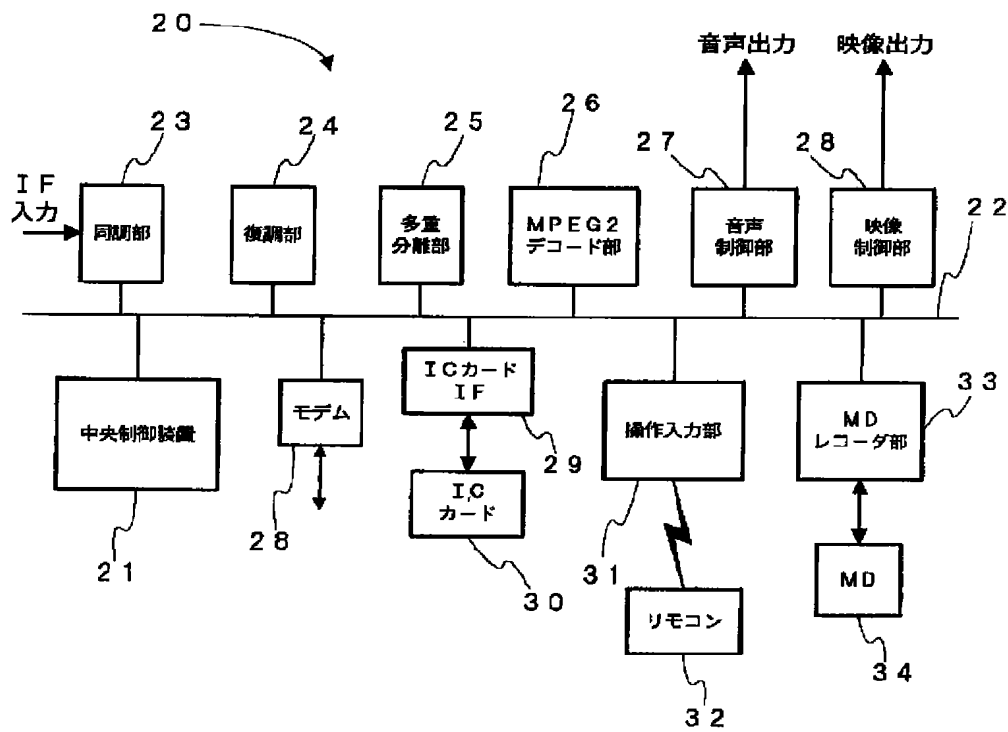 20
音声出力
映像出力
23
24
25
26
27
28
22
IF
入力
同調部
復調部
多重
分離部
MPEG2
デコード部
音声
制御部
映像
制御部
中央制御装置
モデム
ICカード
IF
操作入力部
MD
レコーダ部
33
29
21
28
IC
カード
30
31
リモコン
32
MD
34